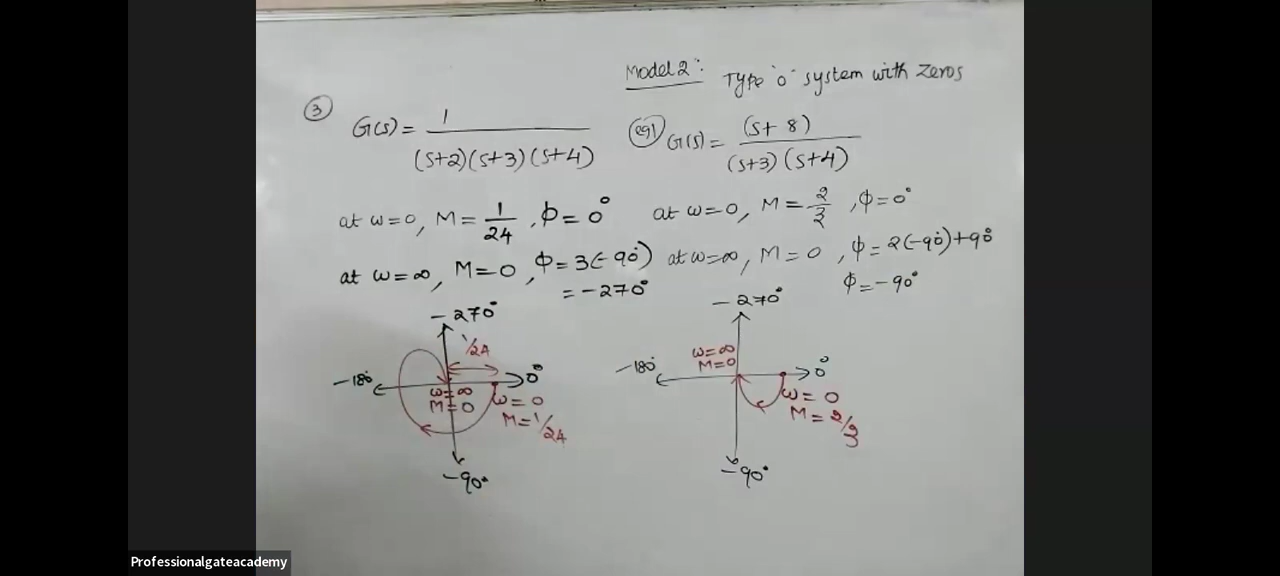 Model 2:
Type "0" system with zeros
③
G(s) = 1 / (s+2)(s+3)(s+4)
at ω=0, M = 1/24, ϕ = 0°
at ω=∞, M=0, ϕ = 3(-90°)
= -270°
-270°
1/24
-180°
0°
ω=∞
M=0
ω=0
M=1/24
-90°
eg1 G(s) = (s+8) / (s+3)(s+4)
at ω=0, M = 2/3, ϕ=0°
at ω=∞, M=0, ϕ=2(-90°)+90°
ϕ=-90°
-270°
ω=∞
M=0
-180°
0°
ω=0
M=2/3
-90°
Professionalgateacademy